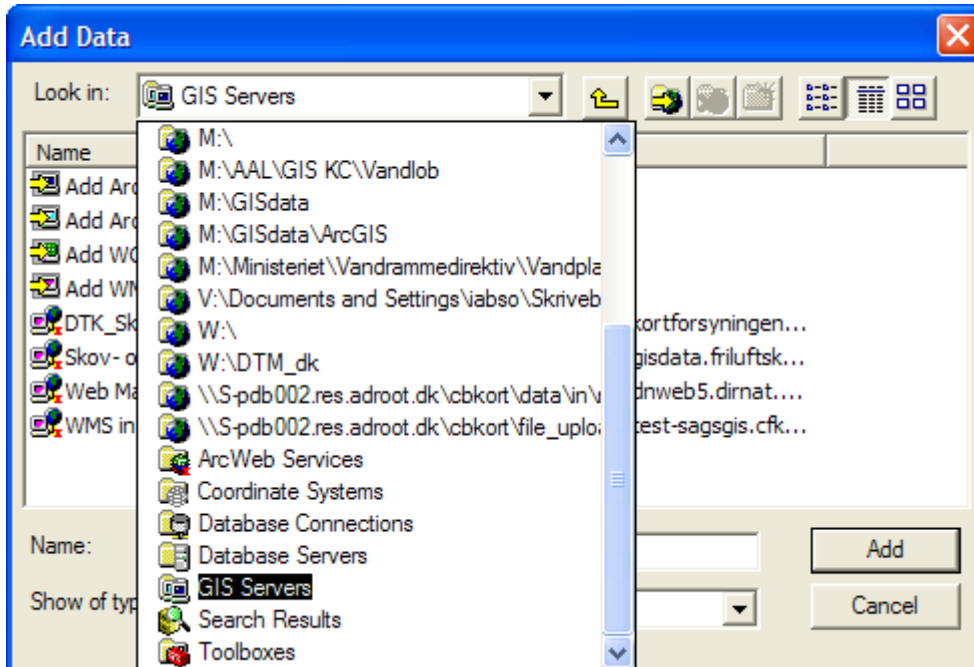 Add Data
Look in:
GIS Servers
Name
Add Arc
Add Arc
Add WC
Add WM
DTK_Sk
Skov- o
Web Ma
WMS in
M:\
M:\AAL\GIS KC\Vandlob
M:\GISdata
M:\GISdata\ArcGIS
M:\Ministeriet\Vandrammedirektiv\Vandpla
V:\Documents and Settings\iabso\Skriveb
W:\
W:\DTM_dk
\\S-pdb002.res.adroot.dk\cbkort\data\in\
\\S-pdb002.res.adroot.dk\cbkort\file_uploa
ArcWeb Services
Coordinate Systems
Database Connections
Database Servers
GIS Servers
Search Results
Toolboxes
kortforsyningen...
gisdata.friluftsk...
dnweb5.dirnat....
test-sagsgis.cfk...
Name:
Add
Show of typ
Cancel